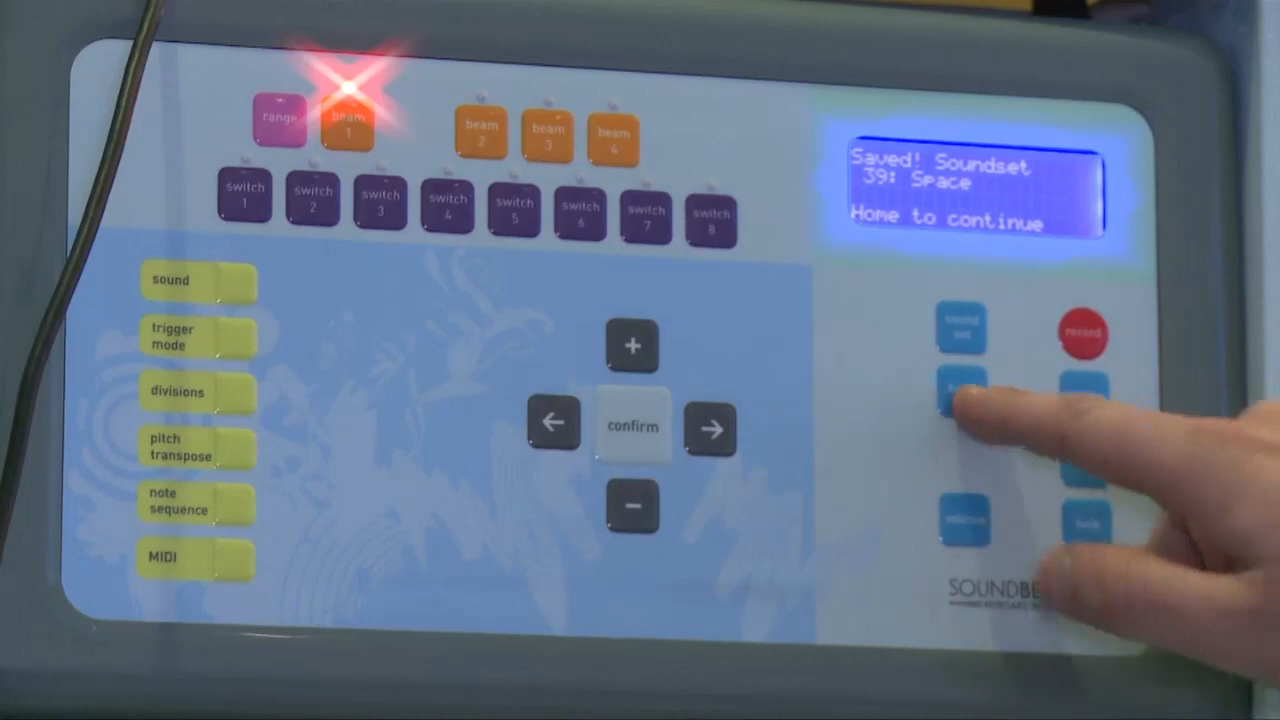 range
beam
1
beam
2
beam
3
beam
4
switch
1
switch
2
switch
3
switch
4
switch
5
switch
6
switch
7
switch
8
Saved! Soundset
39: Space
Home to continue
sound
trigger
mode
divisions
pitch
transpose
note
sequence
MIDI
+
←
confirm
→
−
sound
set
record
volume
SOUNDBE